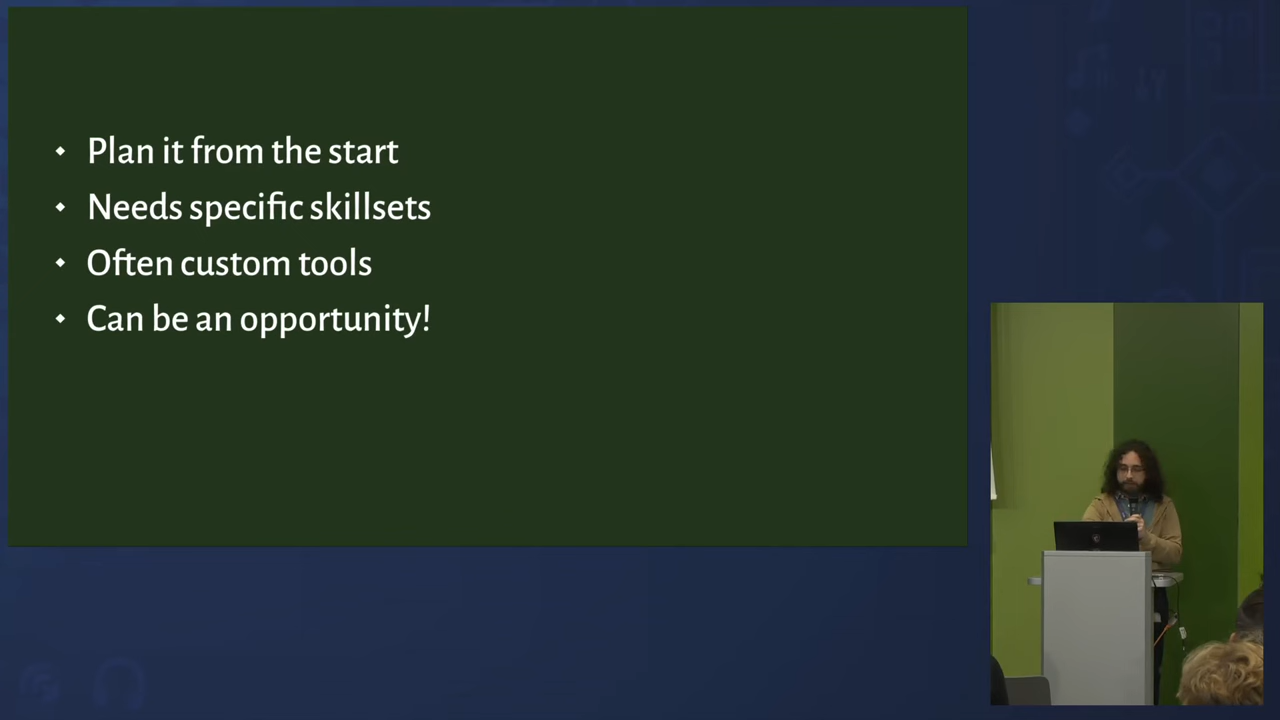 Plan it from the start
Needs specific skillsets
Often custom tools
Can be an opportunity!